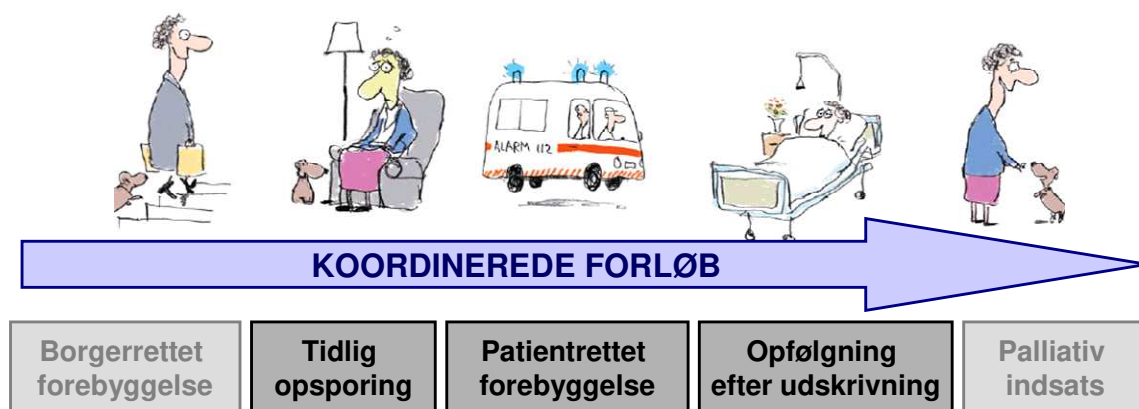 ALARM 112
KOORDINEREDE FORLØB
Borgerrettet
forebyggelse
Tidlig
opsporing
Patientrettet
forebyggelse
Opfølgning
efter udskrivning
Palliativ
indsats